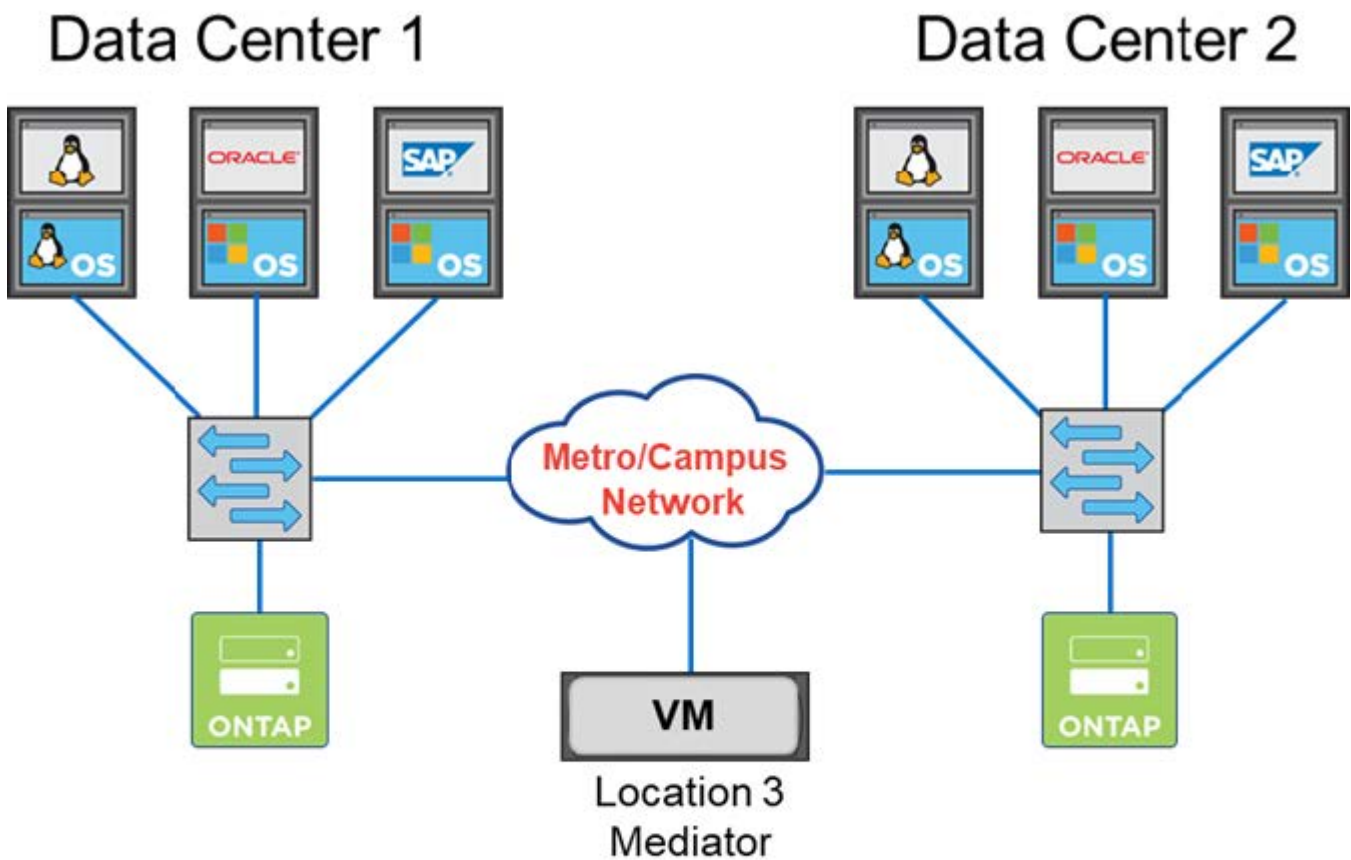 Data Center 1
Data Center 2
ORACLE
SAP
OS
OS
OS
ORACLE
SAP
OS
OS
OS
Metro/Campus
Network
ONTAP
VM
ONTAP
Location 3
Mediator